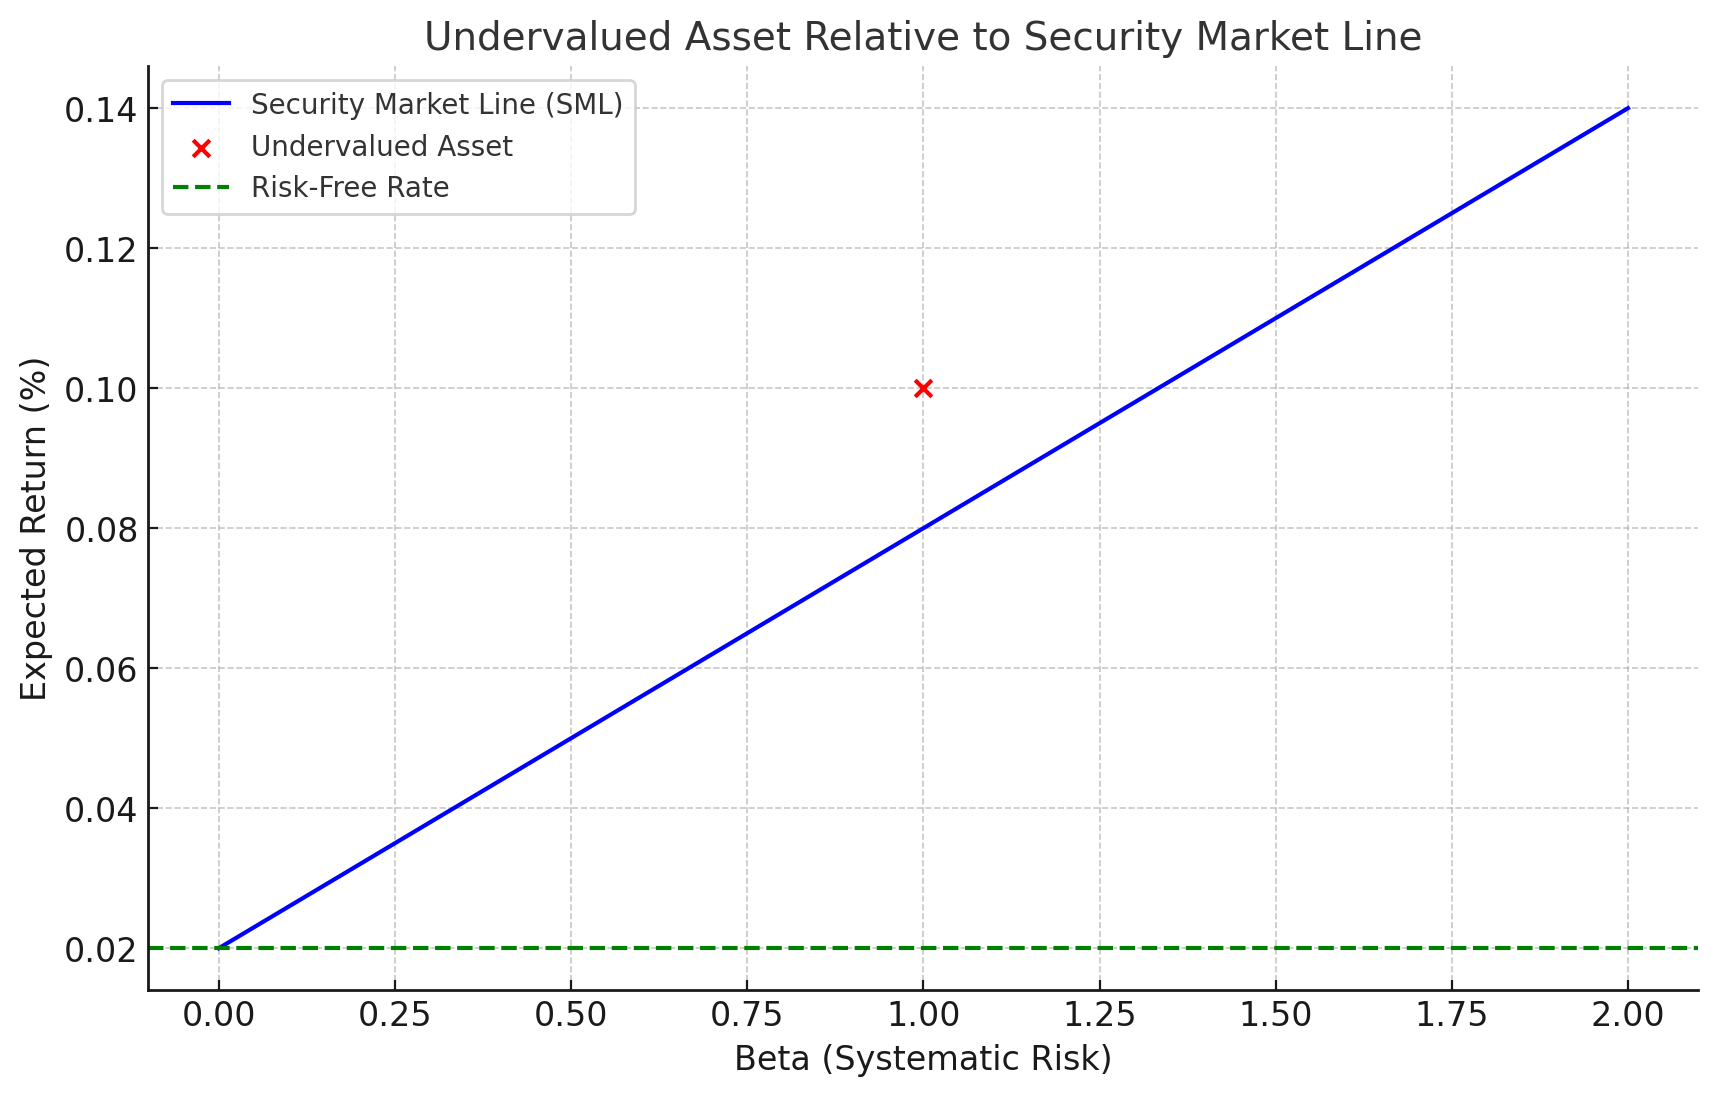 Undervalued Asset Relative to Security Market Line
Security Market Line (SML)
Undervalued Asset
Risk-Free Rate
Expected Return (%)
0.14
0.12
0.10
0.08
0.06
0.04
0.02
0.00 0.25 0.50 0.75 1.00 1.25 1.50 1.75 2.00
Beta (Systematic Risk)